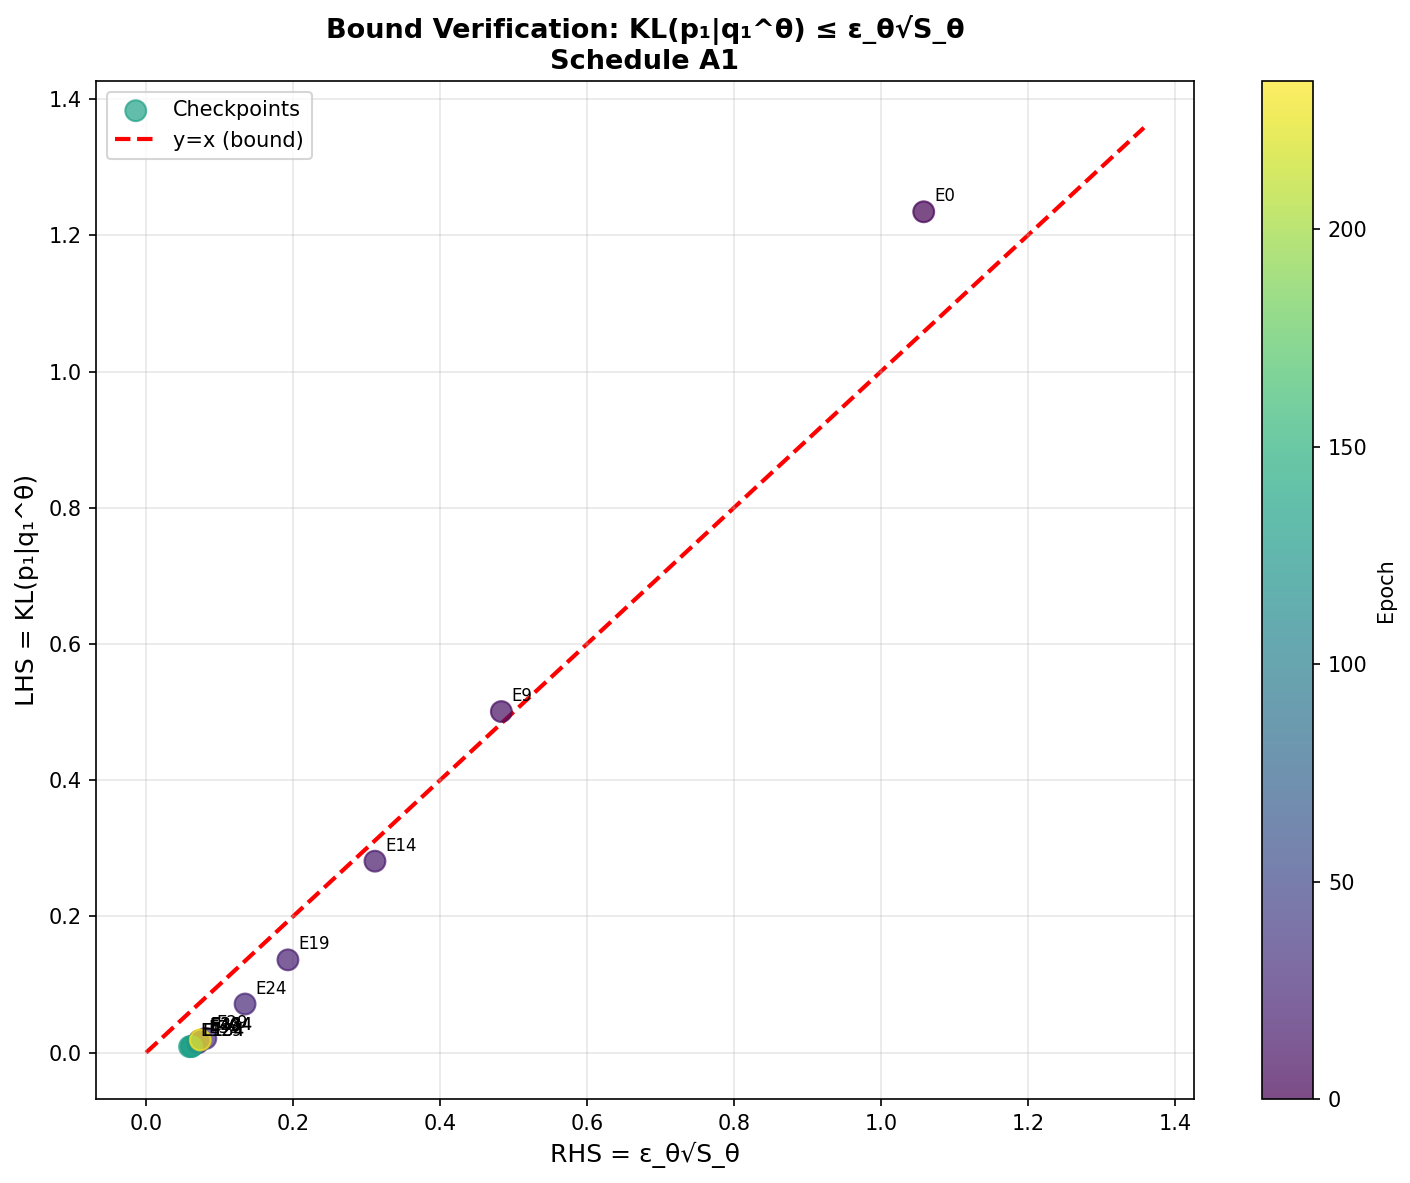 Bound Verification: KL(p₁|q₁^θ) ≤ ε_θ√S_θ
Schedule A1
Checkpoints
y=x (bound)
1.4
1.2
1.0
0.8
0.6
0.4
0.2
0.0
LHS = KL(p₁|q₁^θ)
E0
E9
E14
E19
E24
0.0
0.2
0.4
0.6
0.8
1.0
1.2
1.4
RHS = ε_θ√S_θ
200
150
100
50
0
Epoch